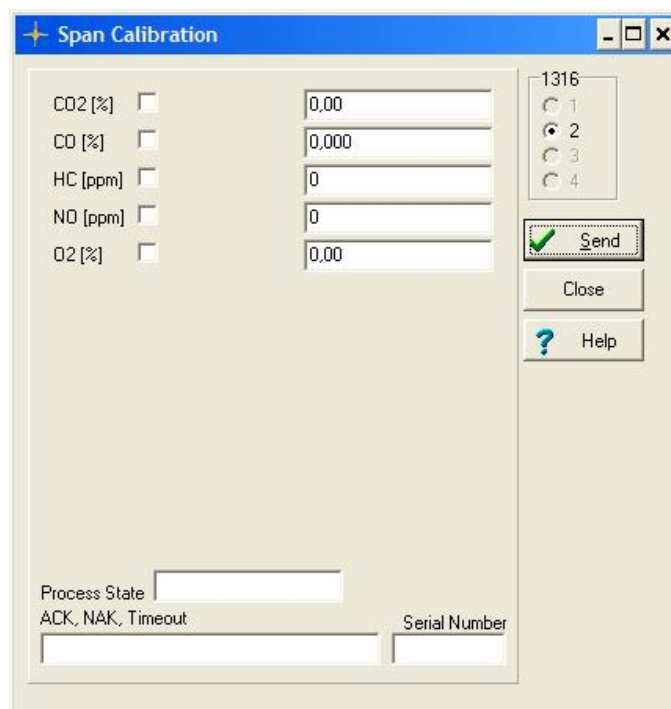 Span Calibration
CO2 [%] 0,00
CO [%] 0,000
HC [ppm] 0
NO [ppm] 0
O2 [%] 0,00
1316
1
2
3
4
Send
Close
? Help
Process State
ACK, NAK, Timeout Serial Number